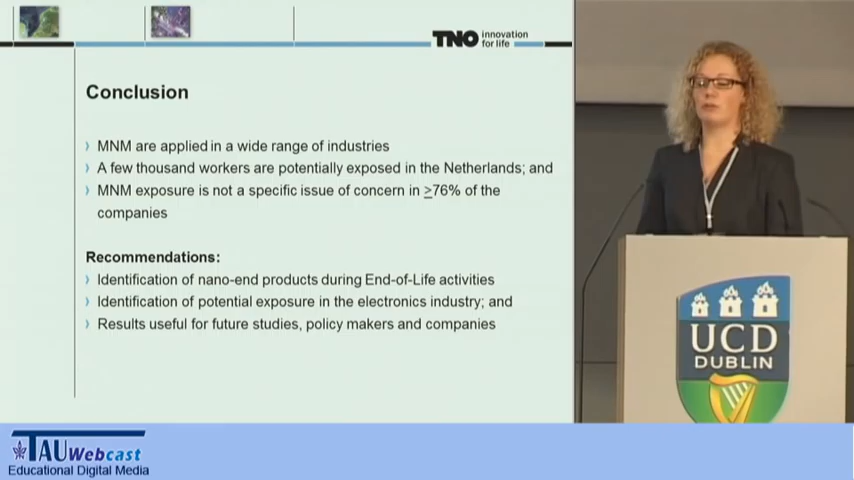 TNO innovation
for life
Conclusion
⟩ MNM are applied in a wide range of industries
⟩ A few thousand workers are potentially exposed in the Netherlands; and
⟩ MNM exposure is not a specific issue of concern in ≥76% of the
companies
Recommendations:
⟩ Identification of nano-end products during End-of-Life activities
⟩ Identification of potential exposure in the electronics industry; and
⟩ Results useful for future studies, policy makers and companies
UCD
DUBLIN
TAU Webcast
Educational Digital Media